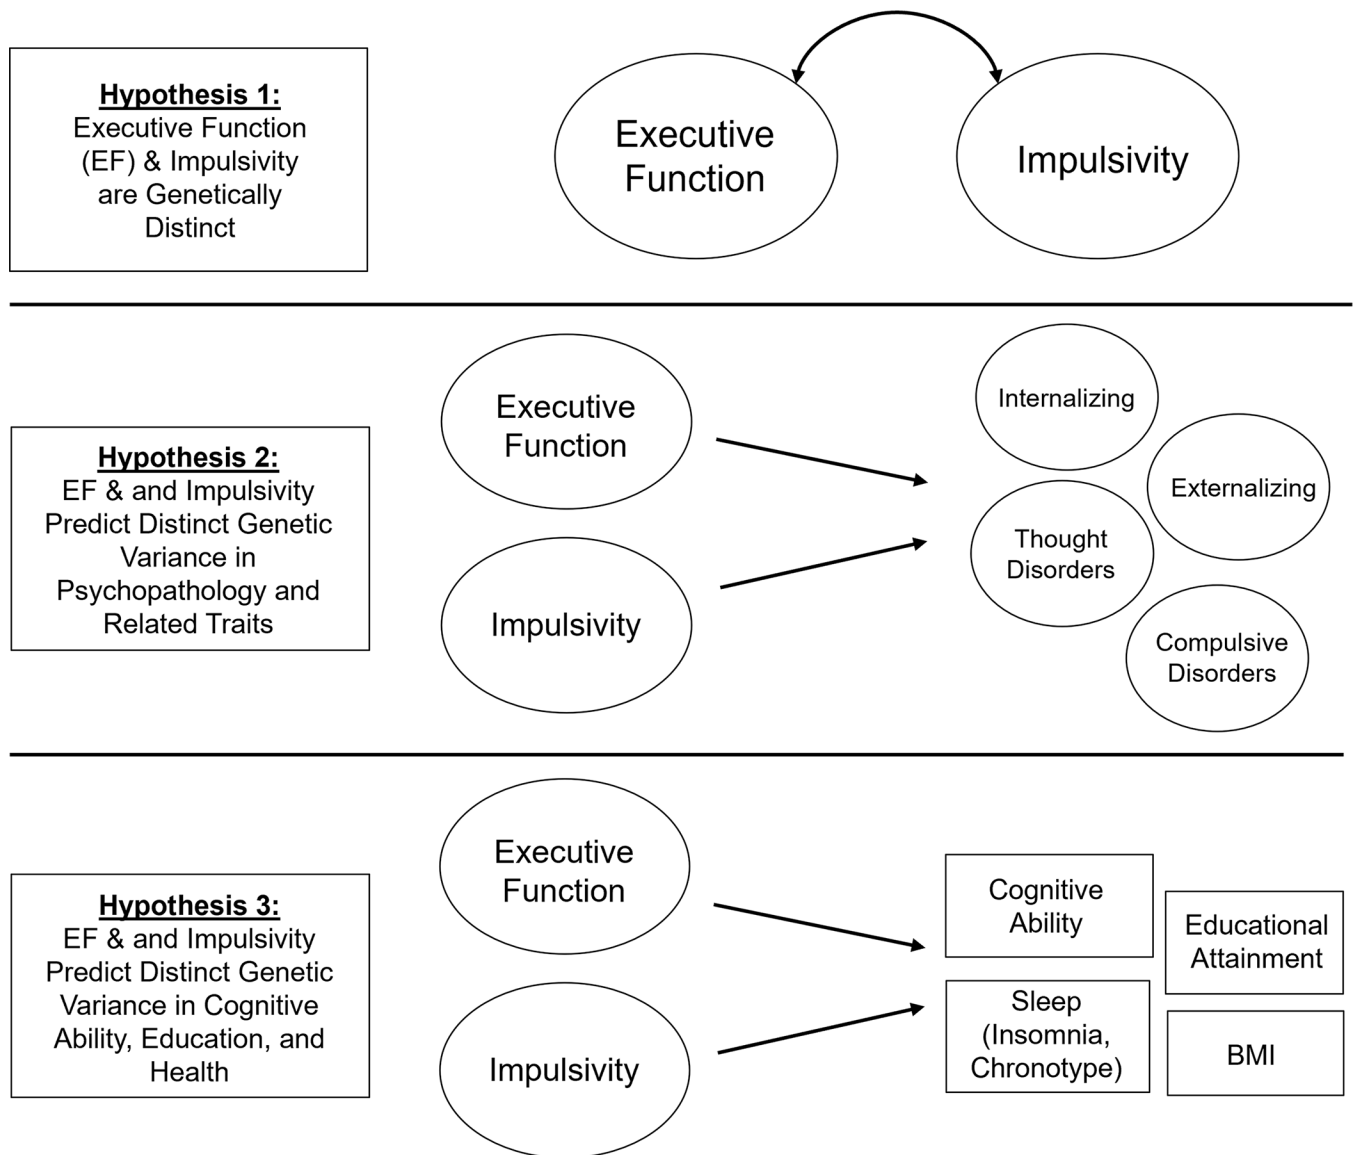 Hypothesis 1:
Executive Function
(EF) & Impulsivity
are Genetically
Distinct
Executive
Function
Impulsivity
Hypothesis 2:
EF & and Impulsivity
Predict Distinct Genetic
Variance in
Psychopathology and
Related Traits
Executive
Function
Impulsivity
Internalizing
Externalizing
Thought
Disorders
Compulsive
Disorders
Hypothesis 3:
EF & and Impulsivity
Predict Distinct Genetic
Variance in Cognitive
Ability, Education, and
Health
Executive
Function
Impulsivity
Cognitive
Ability
Educational
Attainment
Sleep
(Insomnia,
Chronotype)
BMI